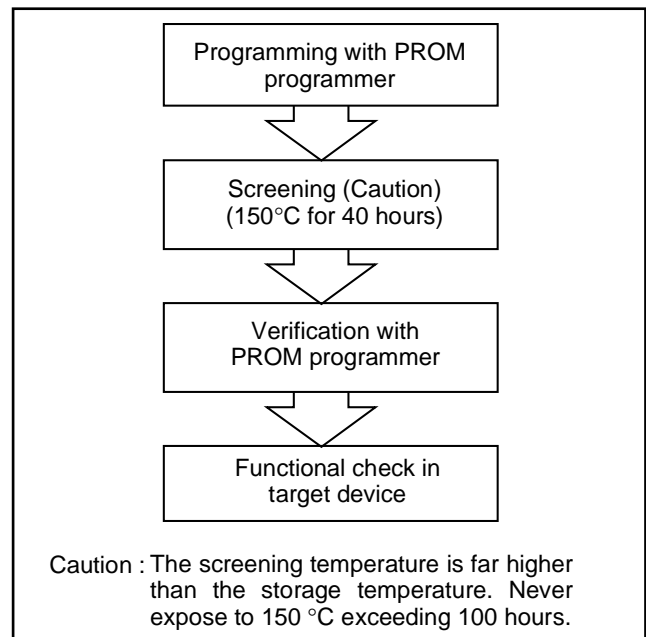 Programming with PROM
programmer
Screening (Caution)
(150°C for 40 hours)
Verification with
PROM programmer
Functional check in
target device
Caution : The screening temperature is far higher
than the storage temperature. Never
expose to 150 °C exceeding 100 hours.